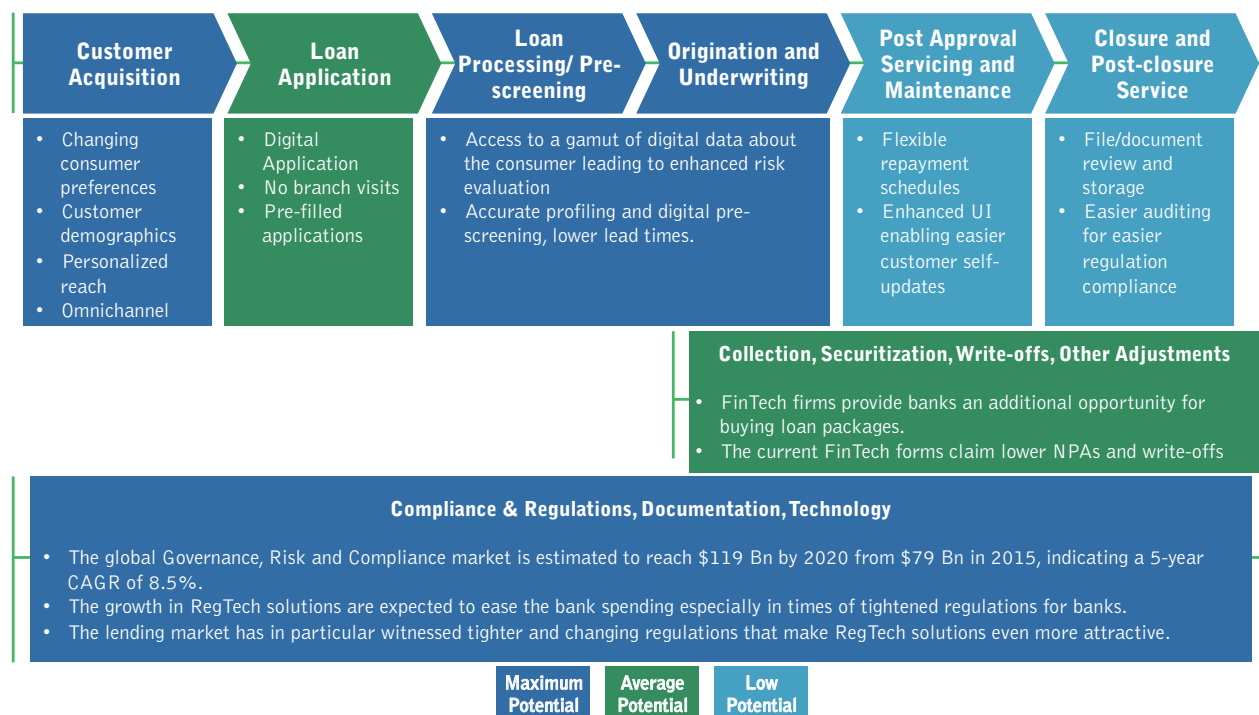 Customer
Acquisition
Loan
Application
Loan
Processing/ Pre-
screening
Origination and
Underwriting
Post Approval
Servicing and
Maintenance
Closure and
Post-closure
Service
• Changing
consumer
preferences
• Customer
demographics
• Personalized
reach
• Omnichannel
• Digital
Application
• No branch visits
• Pre-filled
applications
• Access to a gamut of digital data about
the consumer leading to enhanced risk
evaluation
• Accurate profiling and digital pre-
screening, lower lead times.
• Flexible
repayment
schedules
• Enhanced UI
enabling easier
customer self-
updates
• File/document
review and
storage
• Easier auditing
for easier
regulation
compliance
Collection, Securitization, Write-offs, Other Adjustments
• FinTech firms provide banks an additional opportunity for
buying loan packages.
• The current FinTech forms claim lower NPAs and write-offs
Compliance & Regulations, Documentation, Technology
• The global Governance, Risk and Compliance market is estimated to reach $119 Bn by 2020 from $79 Bn in 2015, indicating a 5-year
CAGR of 8.5%.
• The growth in RegTech solutions are expected to ease the bank spending especially in times of tightened regulations for banks.
• The lending market has in particular witnessed tighter and changing regulations that make RegTech solutions even more attractive.
Maximum
Potential
Average
Potential
Low
Potential